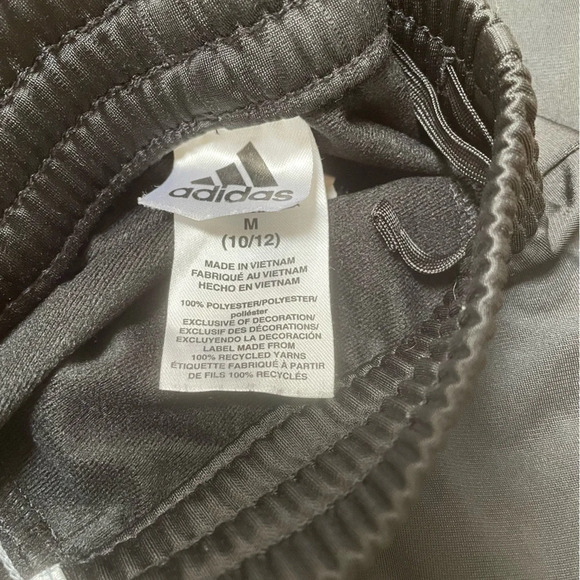 adidas
M
(10/12)
MADE IN VIETNAM
FABRIQUÉ AU VIETNAM
HECHO EN VIETNAM
100% POLYESTER/POLYESTER/
poliéster
EXCLUSIVE OF DECORATION/
EXCLUSIF DES DÉCORATIONS/
EXCLUYENDO LA DECORACIÓN
LABEL MADE FROM
100% RECYCLED YARNS
ÉTIQUETTE FABRIQUÉ À PARTIR
DE FILS 100% RECYCLÉS